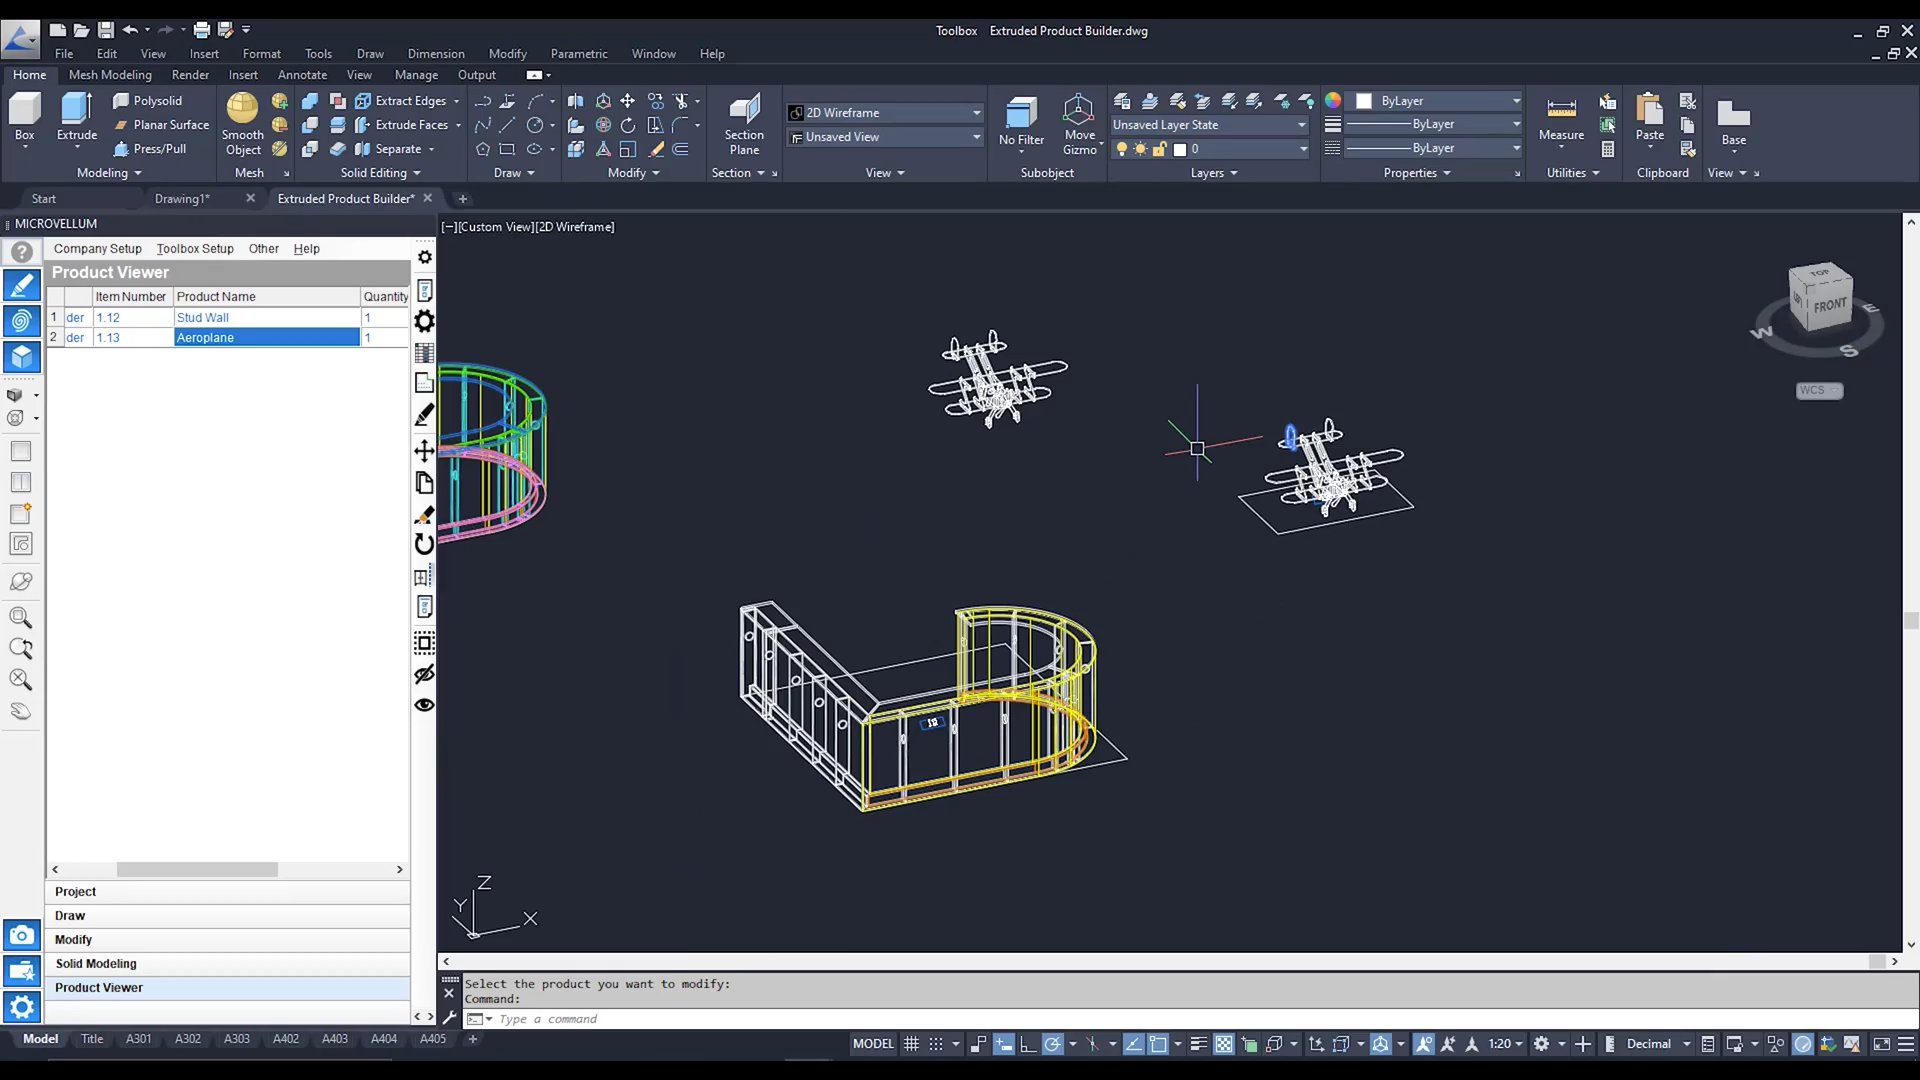 Toolbox Extruded Product Builder.dwg
File Edit View Insert Format Tools Draw Dimension Modify Parametric Window Help
Home Mesh Modeling Render Insert Annotate View Manage Output
Polysolid Extract Edges 2D Wireframe ByLayer
Planar Surface Extrude Faces Unsaved Layer State ByLayer
Box Extrude Smooth Object Section Plane Unsaved View No Filter Move Gizmo Measure Paste Base
Press/Pull Separate 0 ByLayer
Modeling Mesh Solid Editing Draw Modify Section View Subobject Layers Properties Utilities Clipboard View
Start Drawing1* Extruded Product Builder*
MICROVELLUM
[−][Custom View][2D Wireframe]
Company Setup Toolbox Setup Other Help
Product Viewer
Item Number Product Name Quantity
1 der 1.12 Stud Wall 1
2 der 1.13 Aeroplane 1
TOP
FRONT
W E S
WCS
Z
Y X
Project
Draw
Modify
Solid Modeling
Product Viewer
Select the product you want to modify:
Command:
Type a command
Model Title A301 A302 A303 A402 A403 A404 A405
MODEL 1:20 Decimal